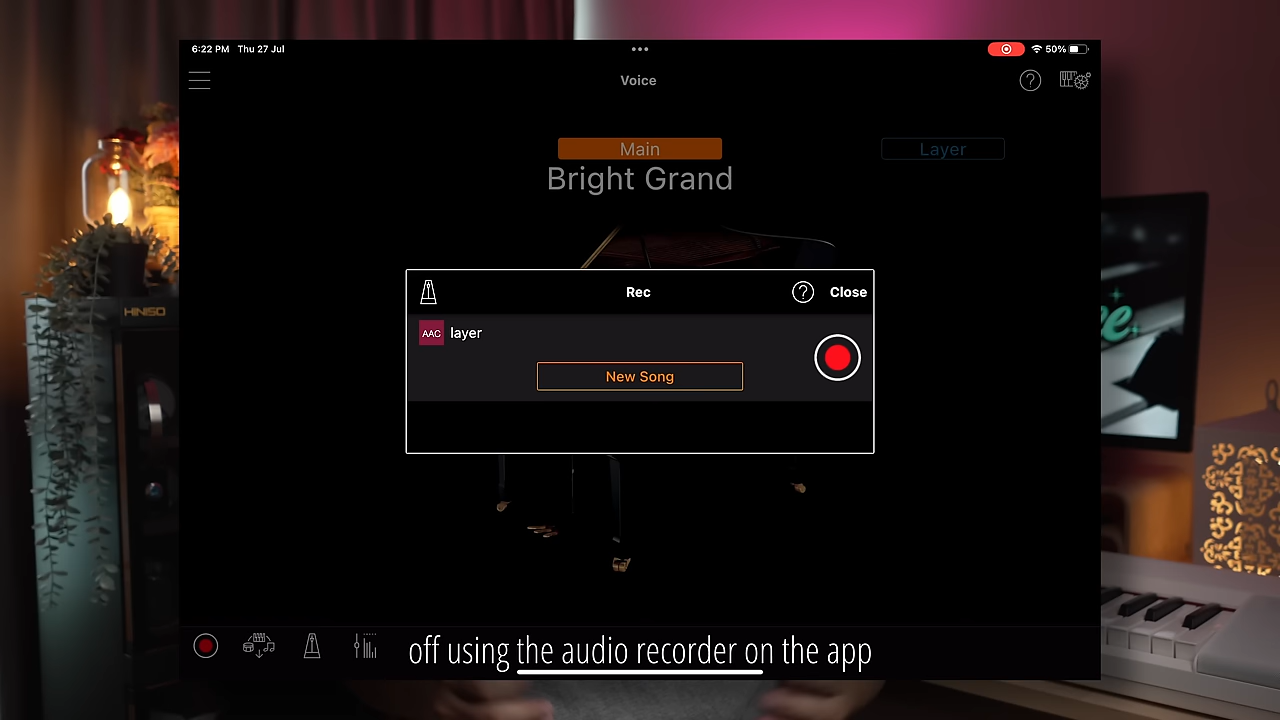 6:22 PM Thu 27 Jul
50%
Voice
Main
Layer
Bright Grand
Rec
Close
AAC layer
New Song
HINISO
off using the audio recorder on the app